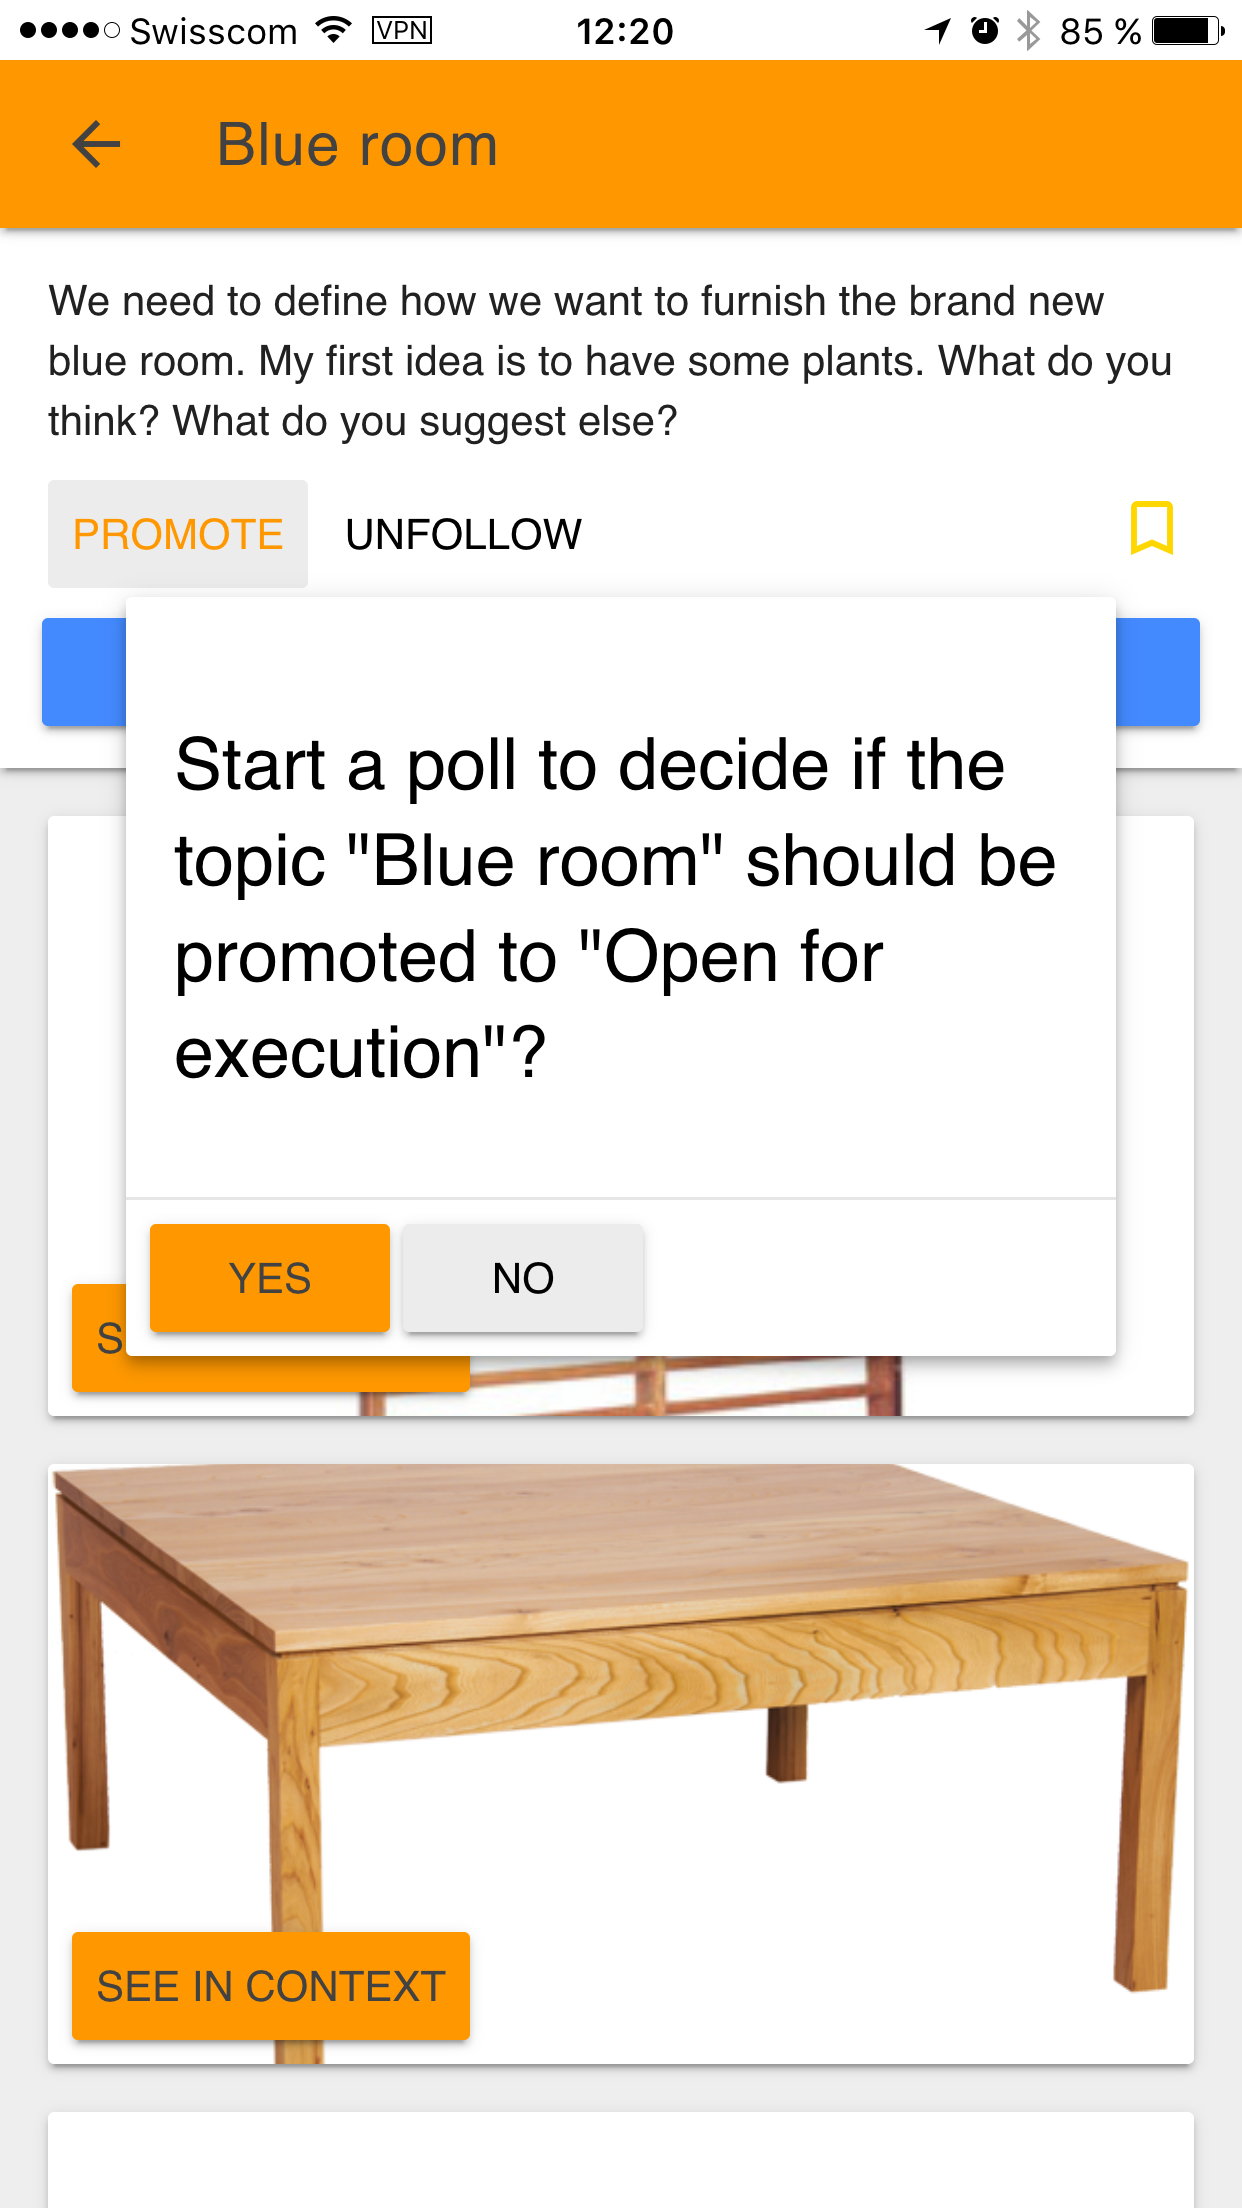 Swisscom VPN 12:20 85 %
Blue room
We need to define how we want to furnish the brand new
blue room. My first idea is to have some plants. What do you
think? What do you suggest else?
PROMOTE UNFOLLOW
Start a poll to decide if the
topic "Blue room" should be
promoted to "Open for
execution"?
YES NO
S
SEE IN CONTEXT